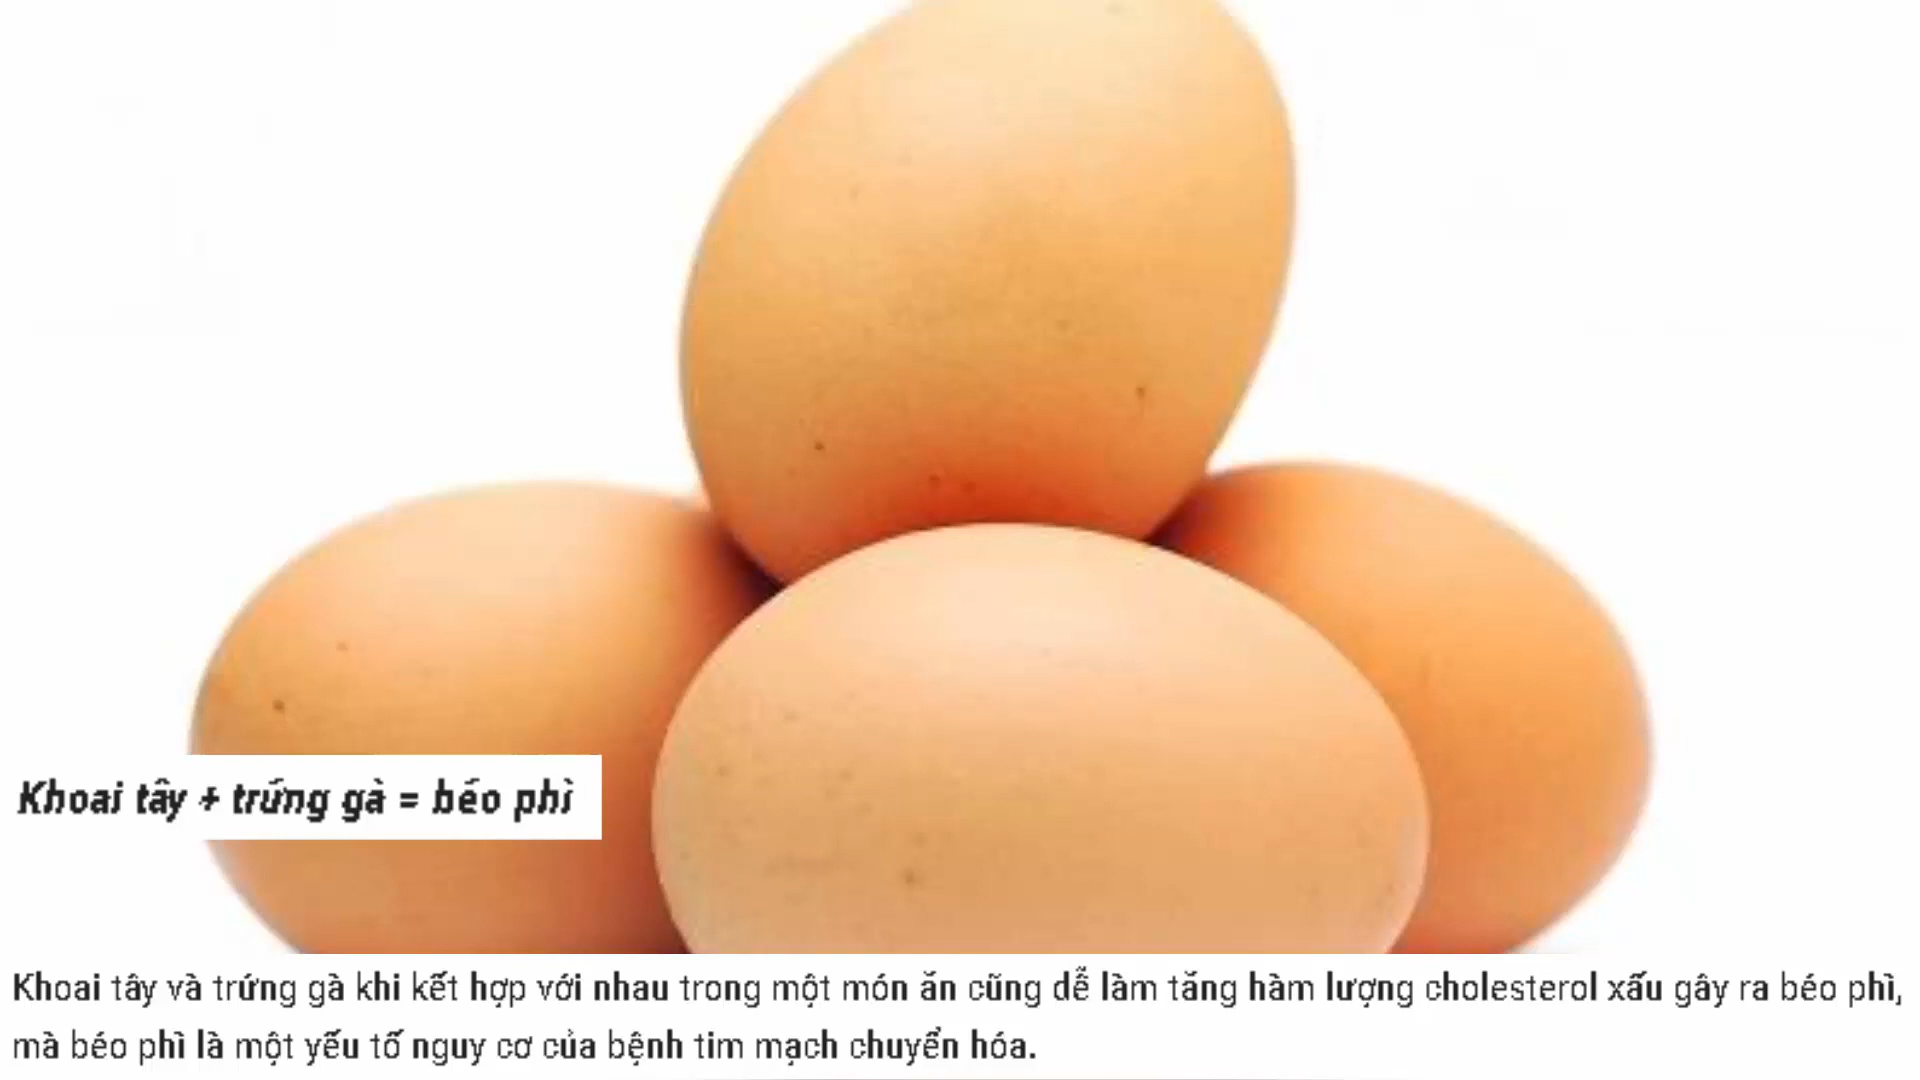 Khoai tây + trứng gà = béo phì
Khoai tây và trứng gà khi kết hợp với nhau trong một món ăn cũng dễ làm tăng hàm lượng cholesterol xấu gây ra béo phì,
mà béo phì là một yếu tố nguy cơ của bệnh tim mạch chuyển hóa.